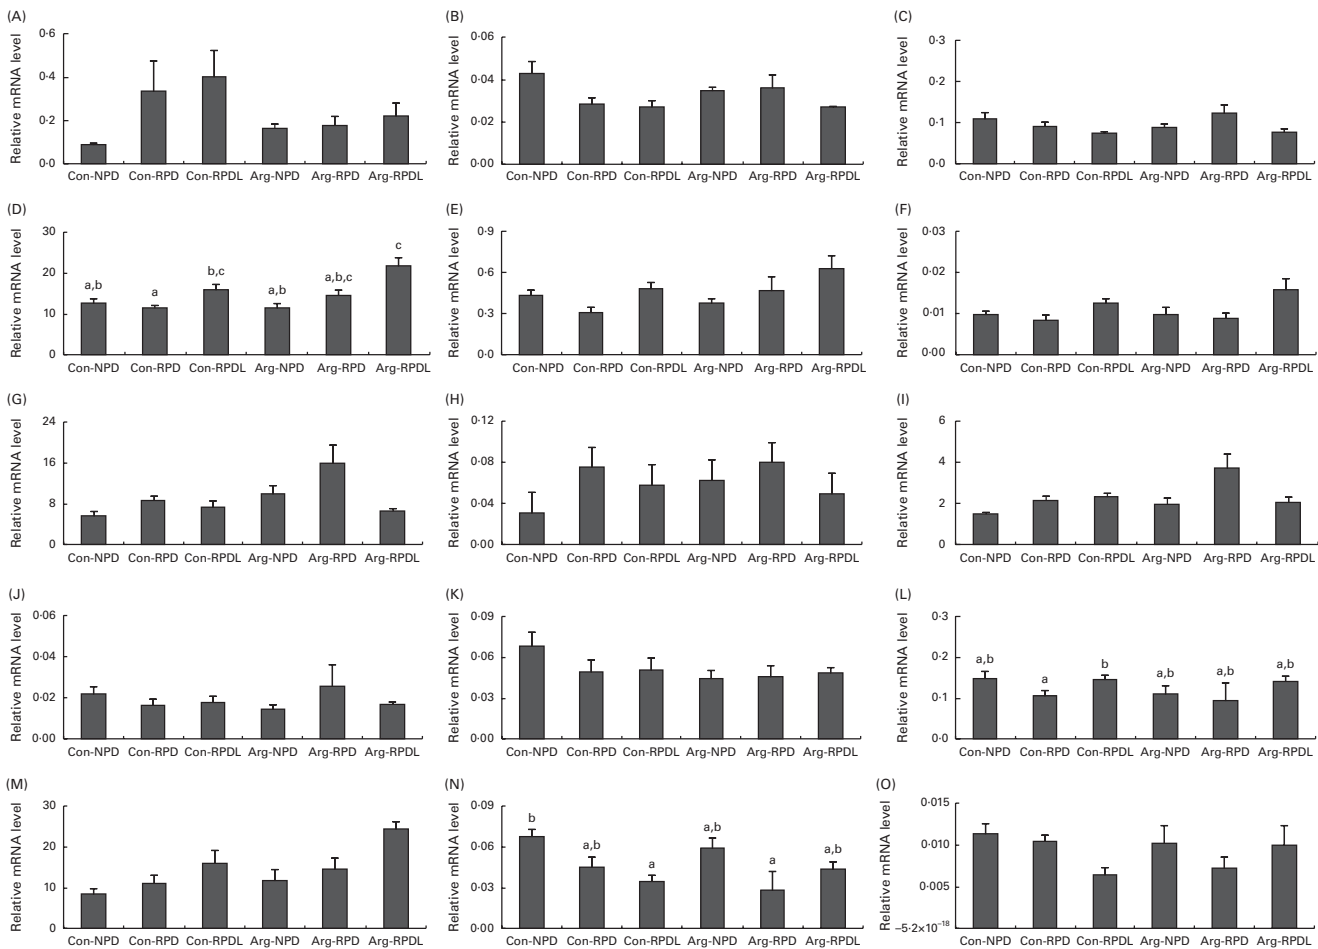 (A)
Relative mRNA level
0·6
0·4
0·2
0·0
Con-NPD Con-RPD Con-RPDL Arg-NPD Arg-RPD Arg-RPDL
(B)
Relative mRNA level
0·06
0·04
0·02
0·00
Con-NPD Con-RPD Con-RPDL Arg-NPD Arg-RPD Arg-RPDL
(C)
Relative mRNA level
0·3
0·2
0·1
0·0
Con-NPD Con-RPD Con-RPDL Arg-NPD Arg-RPD Arg-RPDL
(D)
Relative mRNA level
30
20
10
0
a,b a b,c a,b a,b,c c
Con-NPD Con-RPD Con-RPDL Arg-NPD Arg-RPD Arg-RPDL
(E)
Relative mRNA level
0·9
0·6
0·3
0·0
Con-NPD Con-RPD Con-RPDL Arg-NPD Arg-RPD Arg-RPDL
(F)
Relative mRNA level
0·03
0·02
0·01
0·00
Con-NPD Con-RPD Con-RPDL Arg-NPD Arg-RPD Arg-RPDL
(G)
Relative mRNA level
24
16
8
0
Con-NPD Con-RPD Con-RPDL Arg-NPD Arg-RPD Arg-RPDL
(H)
Relative mRNA level
0·12
0·08
0·04
0·00
Con-NPD Con-RPD Con-RPDL Arg-NPD Arg-RPD Arg-RPDL
(I)
Relative mRNA level
6
4
2
0
Con-NPD Con-RPD Con-RPDL Arg-NPD Arg-RPD Arg-RPDL
(J)
Relative mRNA level
0·06
0·04
0·02
0·00
Con-NPD Con-RPD Con-RPDL Arg-NPD Arg-RPD Arg-RPDL
(K)
Relative mRNA level
0·09
0·06
0·03
0·00
Con-NPD Con-RPD Con-RPDL Arg-NPD Arg-RPD Arg-RPDL
(L)
Relative mRNA level
0·3
0·2
0·1
0·0
a,b a b a,b a,b a,b
Con-NPD Con-RPD Con-RPDL Arg-NPD Arg-RPD Arg-RPDL
(M)
Relative mRNA level
30
20
10
0
Con-NPD Con-RPD Con-RPDL Arg-NPD Arg-RPD Arg-RPDL
(N)
Relative mRNA level
0·09
0·06
0·03
0·00
b a,b a a,b a a,b
Con-NPD Con-RPD Con-RPDL Arg-NPD Arg-RPD Arg-RPDL
(O)
Relative mRNA level
0·015
0·010
0·005
−5·2×10⁻¹⁸
Con-NPD Con-RPD Con-RPDL Arg-NPD Arg-RPD Arg-RPDL